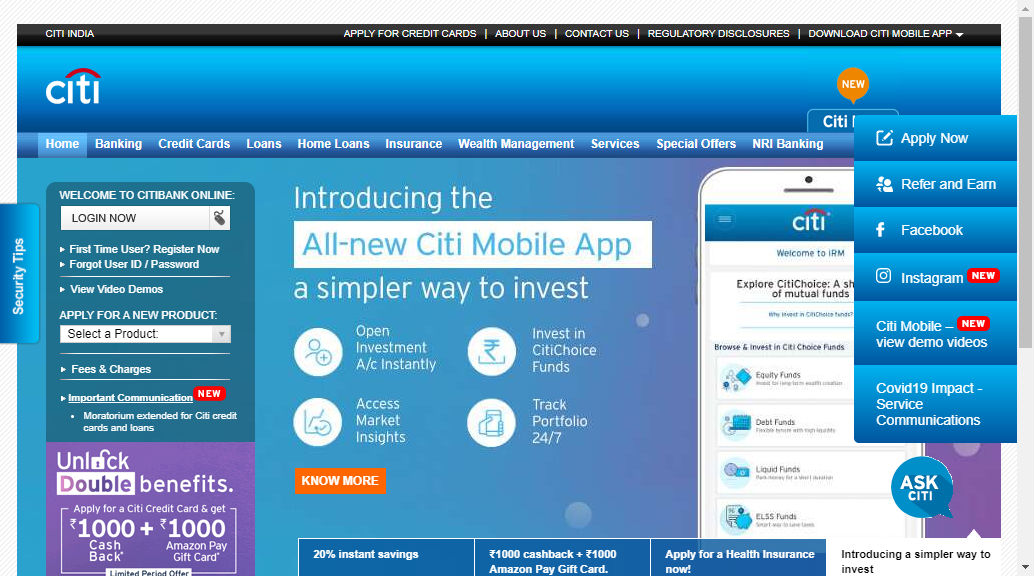 CITI INDIA
APPLY FOR CREDIT CARDS | ABOUT US | CONTACT US | REGULATORY DISCLOSURES | DOWNLOAD CITI MOBILE APP
citi
NEW
Citi
Home Banking Credit Cards Loans Home Loans Insurance Wealth Management Services Special Offers NRI Banking
Apply Now
Refer and Earn
Facebook
Instagram NEW
Citi Mobile – NEW
view demo videos
Covid19 Impact -
Service
Communications
Security Tips
WELCOME TO CITIBANK ONLINE:
LOGIN NOW
First Time User? Register Now
Forgot User ID / Password
View Video Demos
APPLY FOR A NEW PRODUCT:
Select a Product:
Fees & Charges
Important Communication NEW
Moratorium extended for Citi credit
cards and loans
Unlock
Double benefits.
Apply for a Citi Credit Card & get
₹1000 + ₹1000
Cash Amazon Pay
Back* Gift Card*
Limited Period Offer
Introducing the
All-new Citi Mobile App
a simpler way to invest
Open
Investment
A/c Instantly
Invest in
CitiChoice
Funds
Access
Market
Insights
Track
Portfolio
24/7
KNOW MORE
citi
Welcome to iRM
Explore CitiChoice: A sh
of mutual funds
Why invest in CitiChoice funds?
Browse & Invest in Citi Choice Funds
Equity Funds
Invest for long-term wealth creation
Debt Funds
Flexible tenure with high liquidity
Liquid Funds
Park money for a short duration
ELSS Funds
Smart way to save taxes
ASK
CITI
20% instant savings
₹1000 cashback + ₹1000
Amazon Pay Gift Card.
Apply for a Health Insurance
now!
Introducing a simpler way to
invest